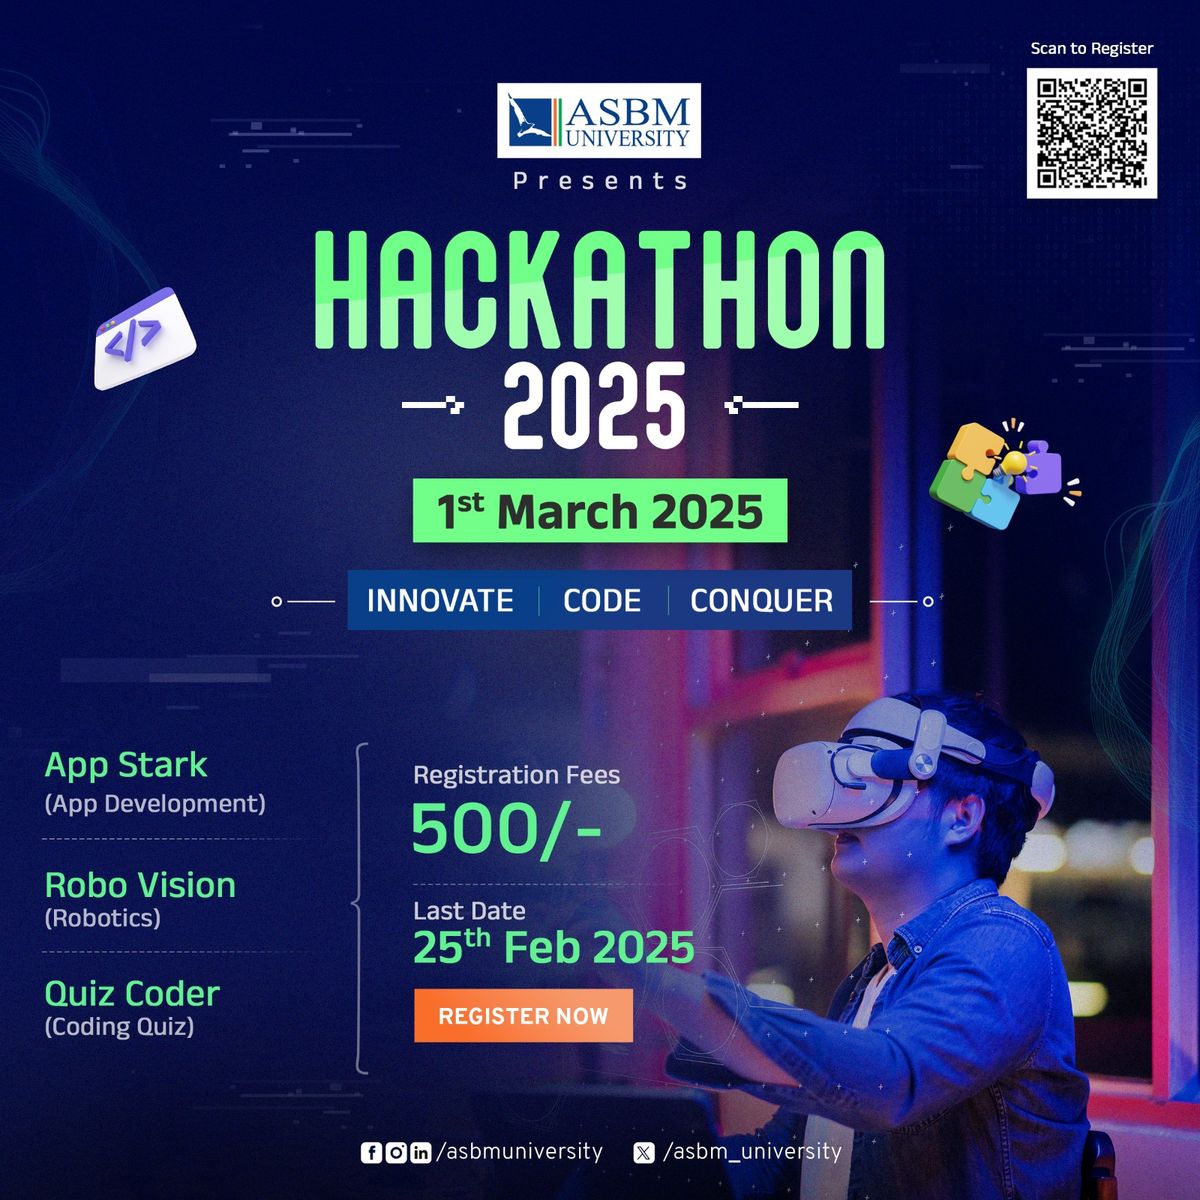 Scan to Register
ASBM
UNIVERSITY
Presents
HACKATHON
2025
1st March 2025
INNOVATE | CODE | CONQUER
App Stark
(App Development)
Robo Vision
(Robotics)
Quiz Coder
(Coding Quiz)
Registration Fees
500/-
Last Date
25th Feb 2025
REGISTER NOW
/asbmuniversity
/asbm_university